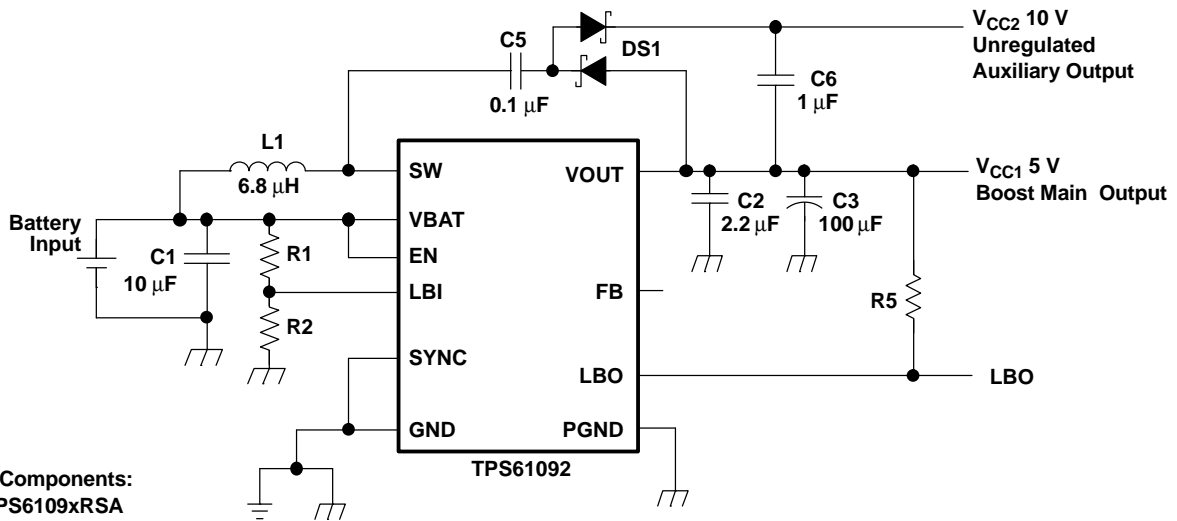 V_CC2 10 V
Unregulated
Auxiliary Output
C5
0.1 μF
DS1
C6
1 μF
L1
6.8 μH
SW
VOUT
V_CC1 5 V
Boost Main Output
C2
2.2 μF
C3
100 μF
Battery
Input
VBAT
C1
10 μF
R1
EN
LBI
R2
FB
R5
SYNC
LBO
LBO
GND
PGND
TPS61092
Components:
PS6109xRSA